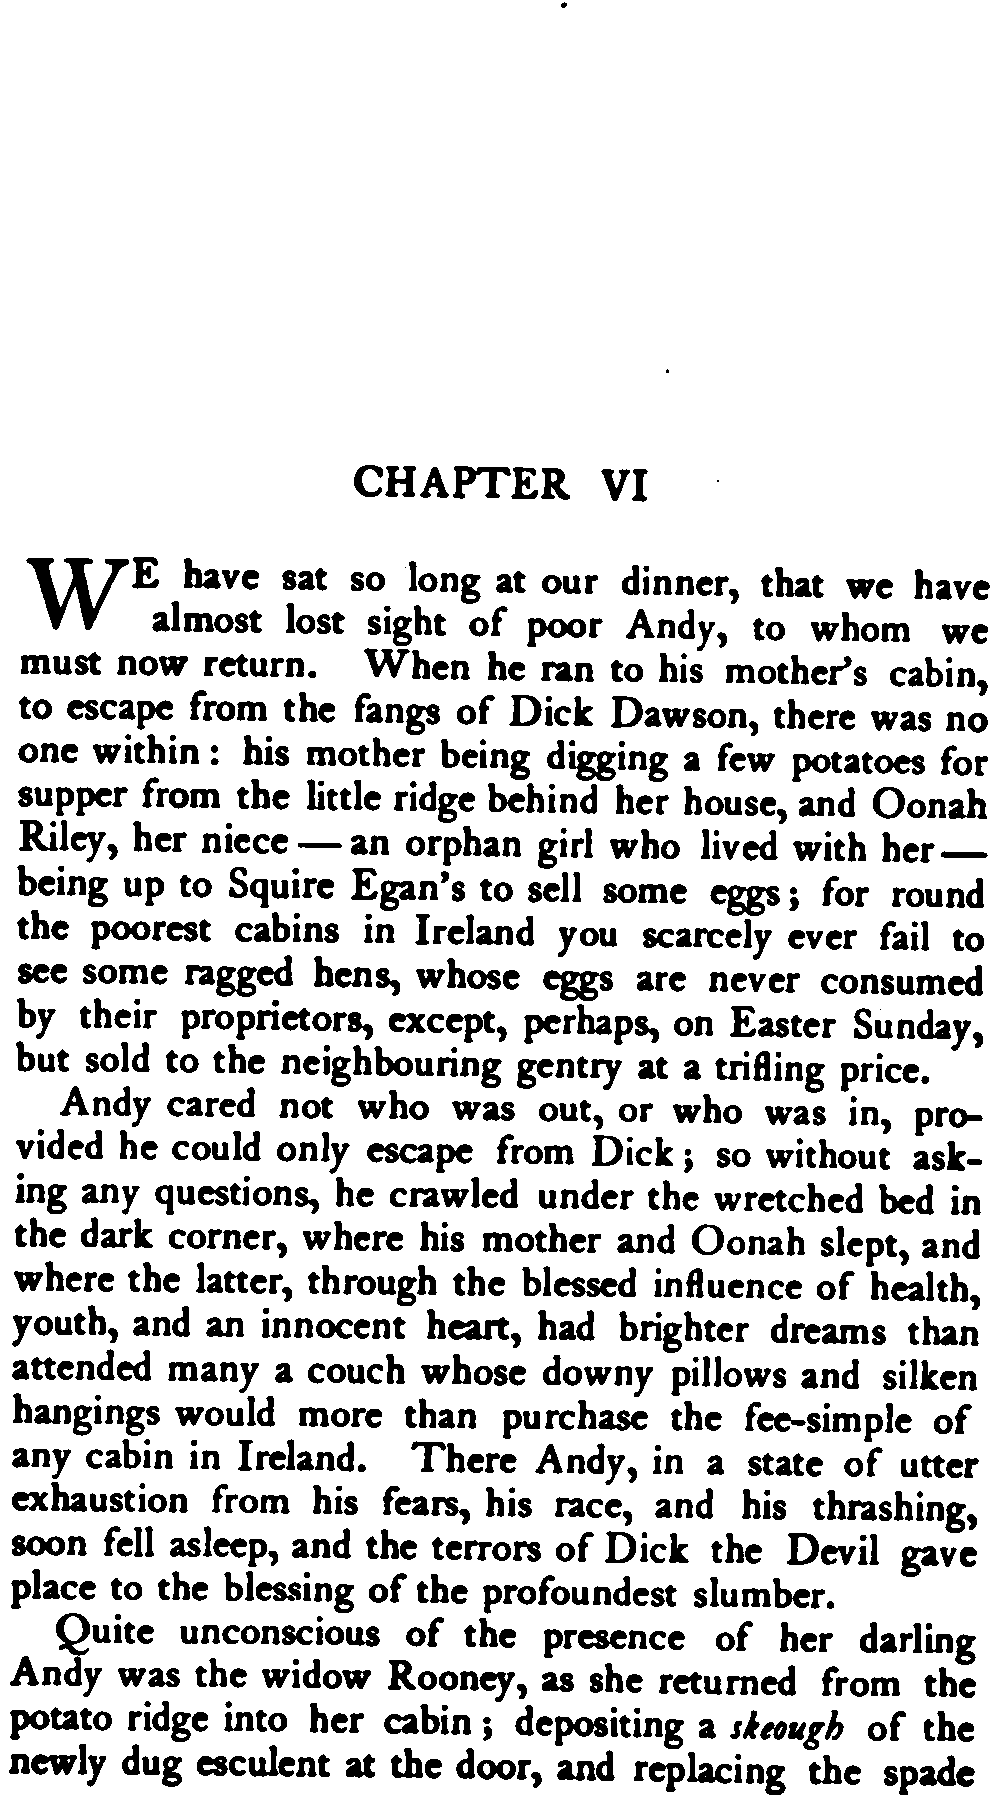 CHAPTER VI
WE have sat so long at our dinner, that we have
almost lost sight of poor Andy, to whom we
must now return. When he ran to his mother's cabin,
to escape from the fangs of Dick Dawson, there was no
one within : his mother being digging a few potatoes for
supper from the little ridge behind her house, and Oonah
Riley, her niece — an orphan girl who lived with her —
being up to Squire Egan's to sell some eggs ; for round
the poorest cabins in Ireland you scarcely ever fail to
see some ragged hens, whose eggs are never consumed
by their proprietors, except, perhaps, on Easter Sunday,
but sold to the neighbouring gentry at a trifling price.
Andy cared not who was out, or who was in, pro-
vided he could only escape from Dick ; so without ask-
ing any questions, he crawled under the wretched bed in
the dark corner, where his mother and Oonah slept, and
where the latter, through the blessed influence of health,
youth, and an innocent heart, had brighter dreams than
attended many a couch whose downy pillows and silken
hangings would more than purchase the fee-simple of
any cabin in Ireland. There Andy, in a state of utter
exhaustion from his fears, his race, and his thrashing,
soon fell asleep, and the terrors of Dick the Devil gave
place to the blessing of the profoundest slumber.
Quite unconscious of the presence of her darling
Andy was the widow Rooney, as she returned from the
potato ridge into her cabin ; depositing a skeough of the
newly dug esculent at the door, and replacing the spade